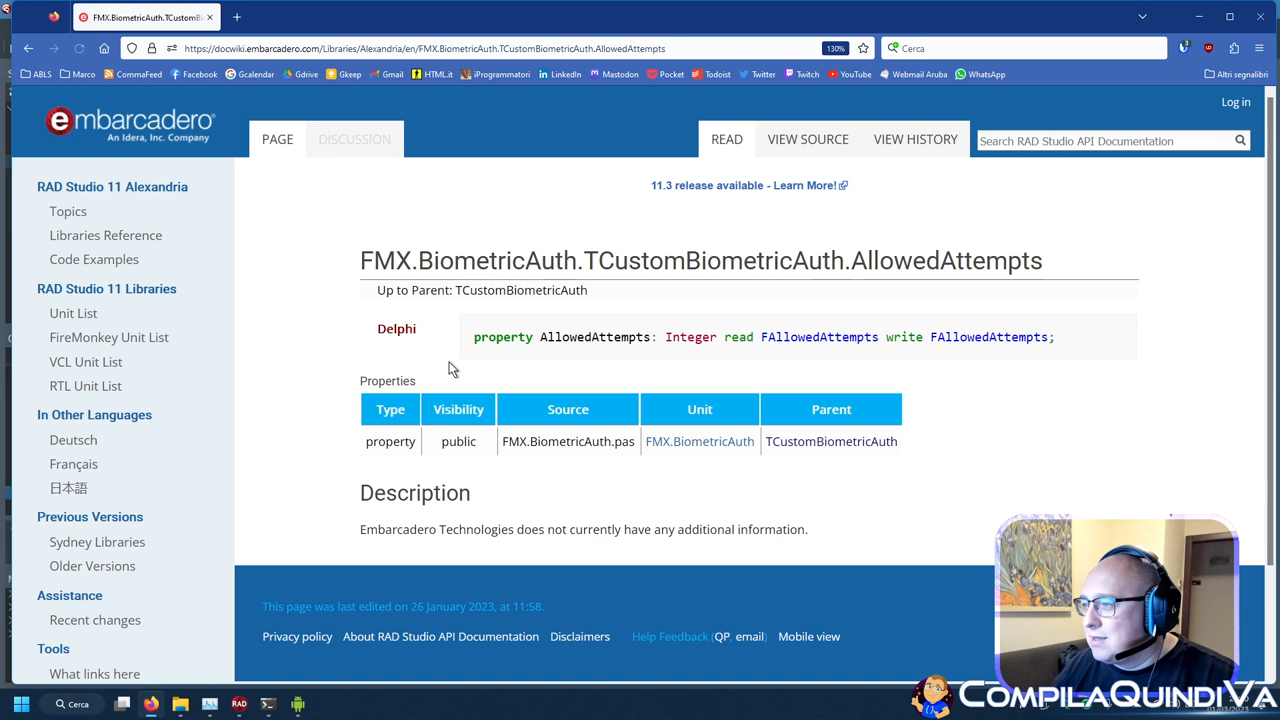 FMX.BiometricAuth.TCustomBio
https://docwiki.embarcadero.com/Libraries/Alexandria/en/FMX.BiometricAuth.TCustomBiometricAuth.AllowedAttempts
130%
Cerca
ABLS
Marco
CommaFeed
Facebook
Gcalendar
Gdrive
Gkeep
Gmail
HTML.it
iProgrammatori
LinkedIn
Mastodon
Pocket
Todoist
Twitter
Twitch
YouTube
Webmail Aruba
WhatsApp
Altri segnalibri
Log in
embarcadero
An Idera, Inc. Company
PAGE
DISCUSSION
READ
VIEW SOURCE
VIEW HISTORY
Search RAD Studio API Documentation
RAD Studio 11 Alexandria
Topics
Libraries Reference
Code Examples
RAD Studio 11 Libraries
Unit List
FireMonkey Unit List
VCL Unit List
RTL Unit List
In Other Languages
Deutsch
Français
日本語
Previous Versions
Sydney Libraries
Older Versions
Assistance
Recent changes
Tools
What links here
11.3 release available - Learn More!
FMX.BiometricAuth.TCustomBiometricAuth.AllowedAttempts
Up to Parent: TCustomBiometricAuth
Delphi
property AllowedAttempts: Integer read FAllowedAttempts write FAllowedAttempts;
Properties
Type Visibility Source Unit Parent
property public FMX.BiometricAuth.pas FMX.BiometricAuth TCustomBiometricAuth
Description
Embarcadero Technologies does not currently have any additional information.
This page was last edited on 26 January 2023, at 11:58.
Privacy policy About RAD Studio API Documentation Disclaimers Help Feedback (QP, email) Mobile view
Cerca
RAD
COMPILAQUINDIVA